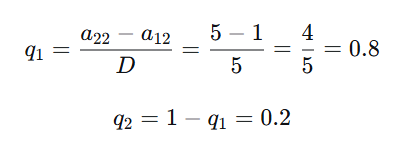 q₁ = (a₂₂ − a₁₂)/D = (5 − 1)/5 = 4/5 = 0.8
q₂ = 1 − q₁ = 0.2